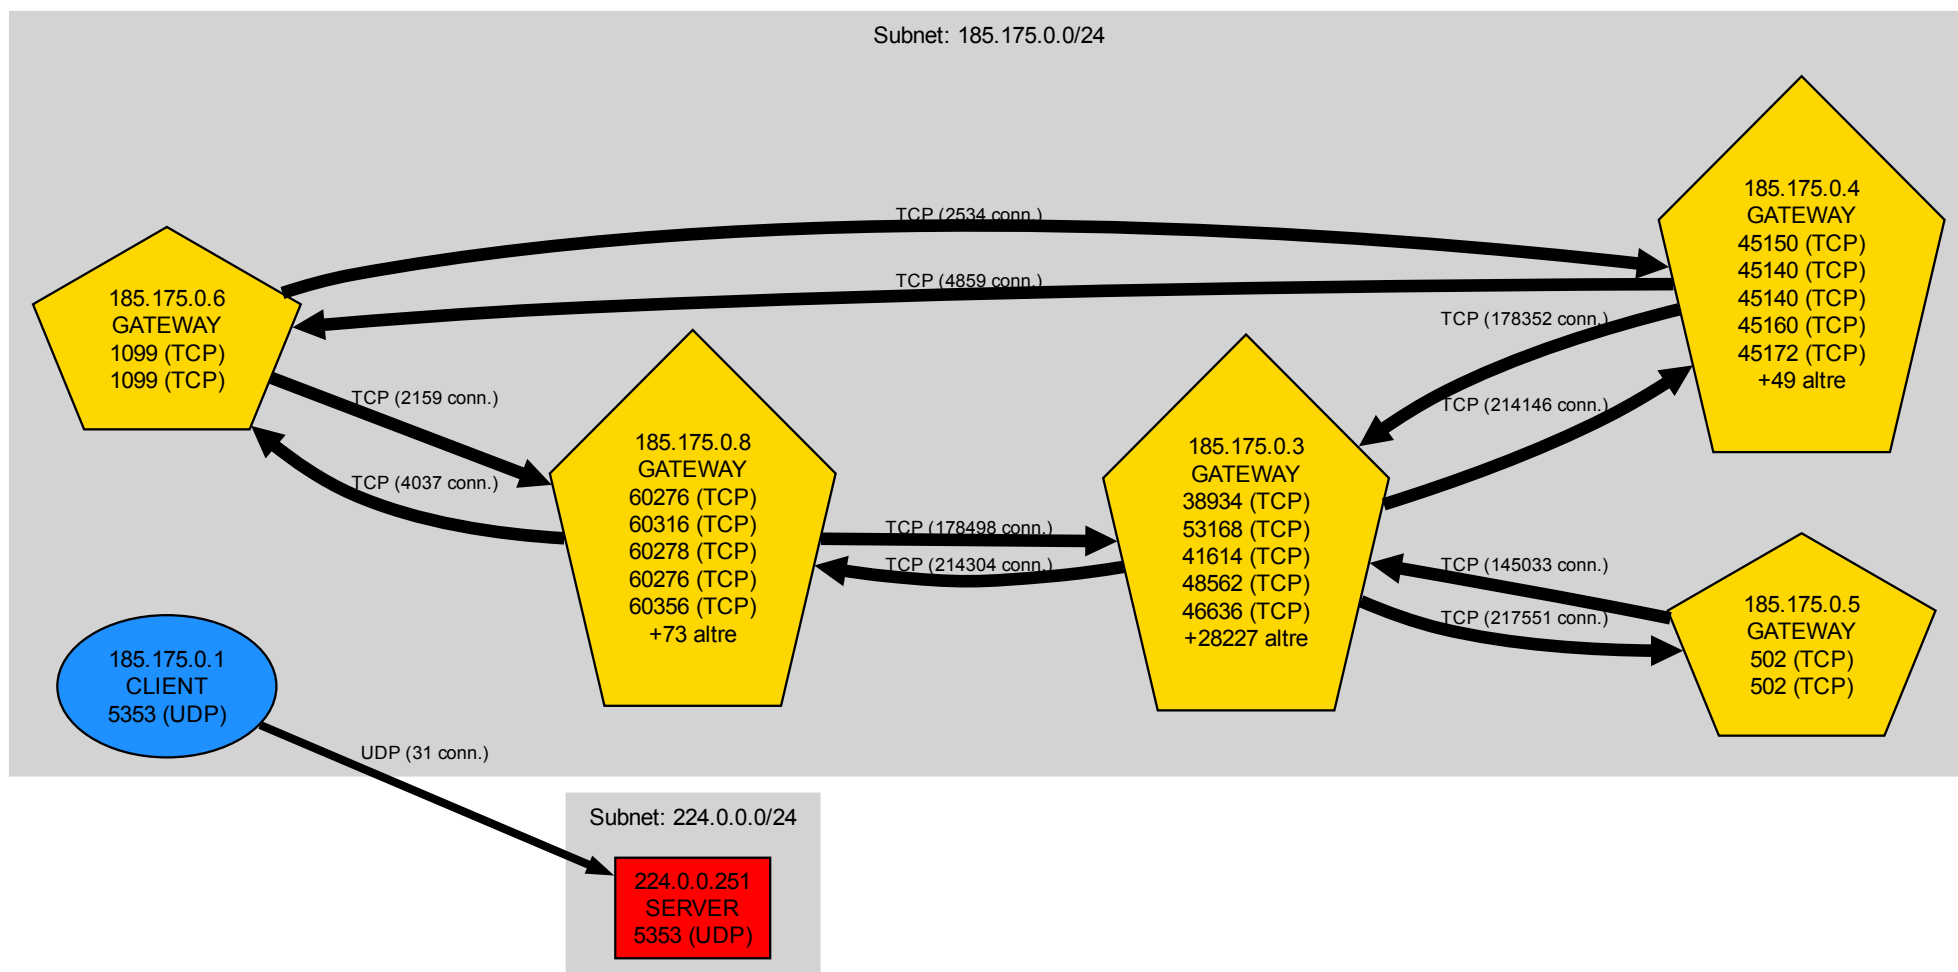 Subnet: 185.175.0.0/24
185.175.0.4
GATEWAY
45150 (TCP)
45140 (TCP)
45140 (TCP)
45160 (TCP)
45172 (TCP)
+49 altre
TCP (2534 conn.)
TCP (4859 conn.)
185.175.0.6
GATEWAY
1099 (TCP)
1099 (TCP)
TCP (178352 conn.)
TCP (2159 conn.)
TCP (214146 conn.)
185.175.0.8
GATEWAY
60276 (TCP)
60316 (TCP)
60278 (TCP)
60276 (TCP)
60356 (TCP)
+73 altre
185.175.0.3
GATEWAY
38934 (TCP)
53168 (TCP)
41614 (TCP)
48562 (TCP)
46636 (TCP)
+28227 altre
TCP (4037 conn.)
TCP (178498 conn.)
TCP (214304 conn.)
TCP (145033 conn.)
TCP (217551 conn.)
185.175.0.5
GATEWAY
502 (TCP)
502 (TCP)
185.175.0.1
CLIENT
5353 (UDP)
UDP (31 conn.)
Subnet: 224.0.0.0/24
224.0.0.251
SERVER
5353 (UDP)